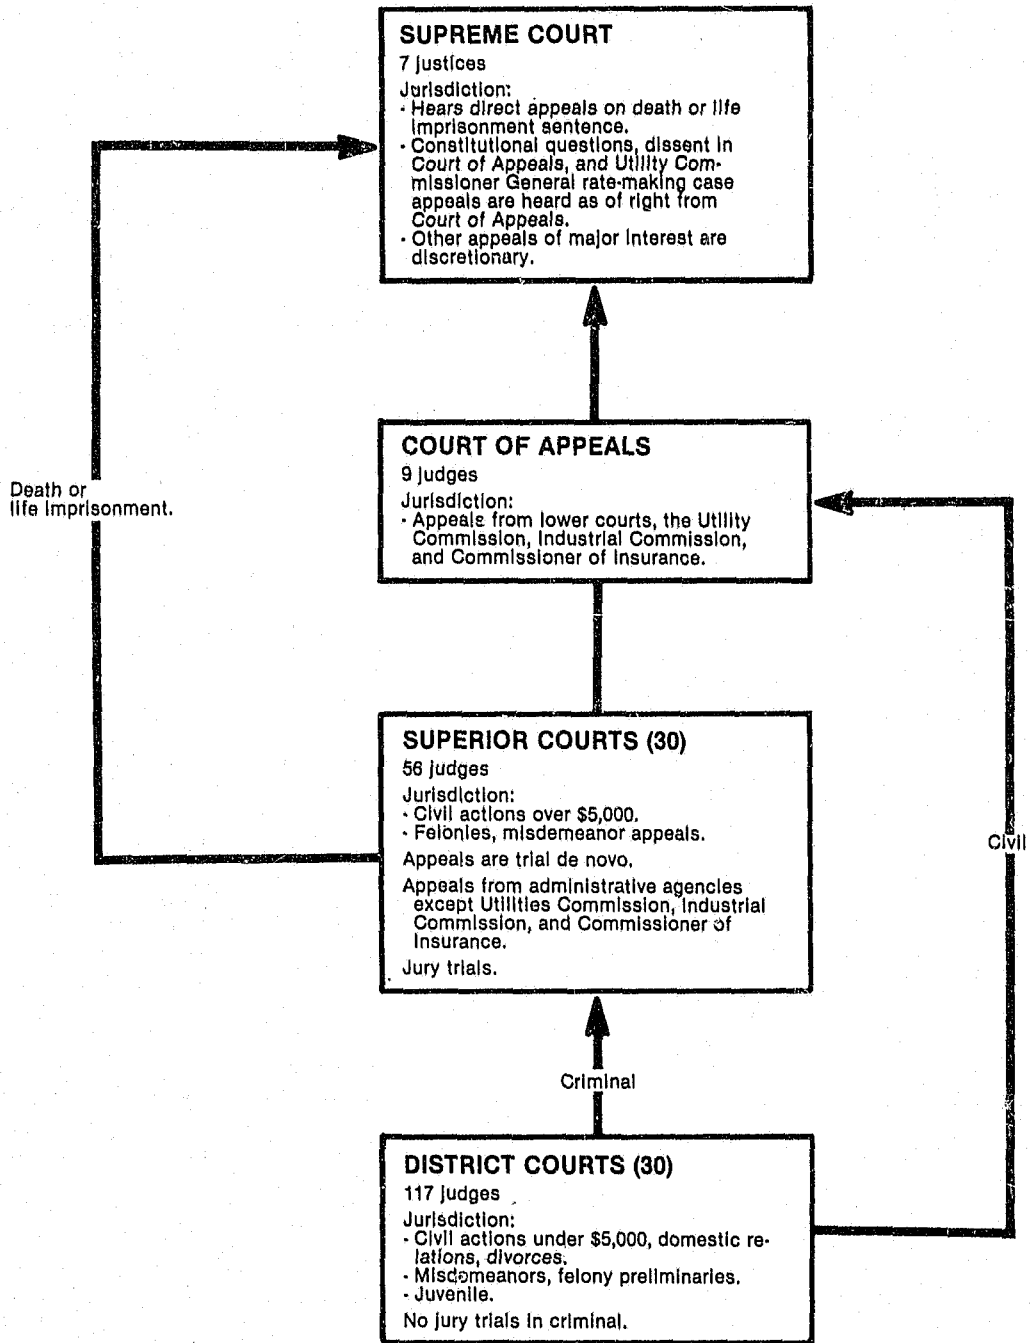 SUPREME COURT
7 justices
Jurisdiction:
- Hears direct appeals on death or life
imprisonment sentence.
- Constitutional questions, dissent in
Court of Appeals, and Utility Com-
missioner General rate-making case
appeals are heard as of right from
Court of Appeals.
- Other appeals of major interest are
discretionary.
COURT OF APPEALS
9 judges
Jurisdiction:
- Appeals from lower courts, the Utility
Commission, Industrial Commission,
and Commissioner of Insurance.
Death or
life imprisonment.
SUPERIOR COURTS (30)
56 judges
Jurisdiction:
- Civil actions over $5,000.
- Felonies, misdemeanor appeals.
Appeals are trial de novo.
Appeals from administrative agencies
except Utilities Commission, Industrial
Commission, and Commissioner of
Insurance.
Jury trials.
Civil
Criminal
DISTRICT COURTS (30)
117 judges
Jurisdiction:
- Civil actions under $5,000, domestic re-
lations, divorces.
- Misdemeanors, felony preliminaries.
- Juvenile.
No jury trials in criminal.